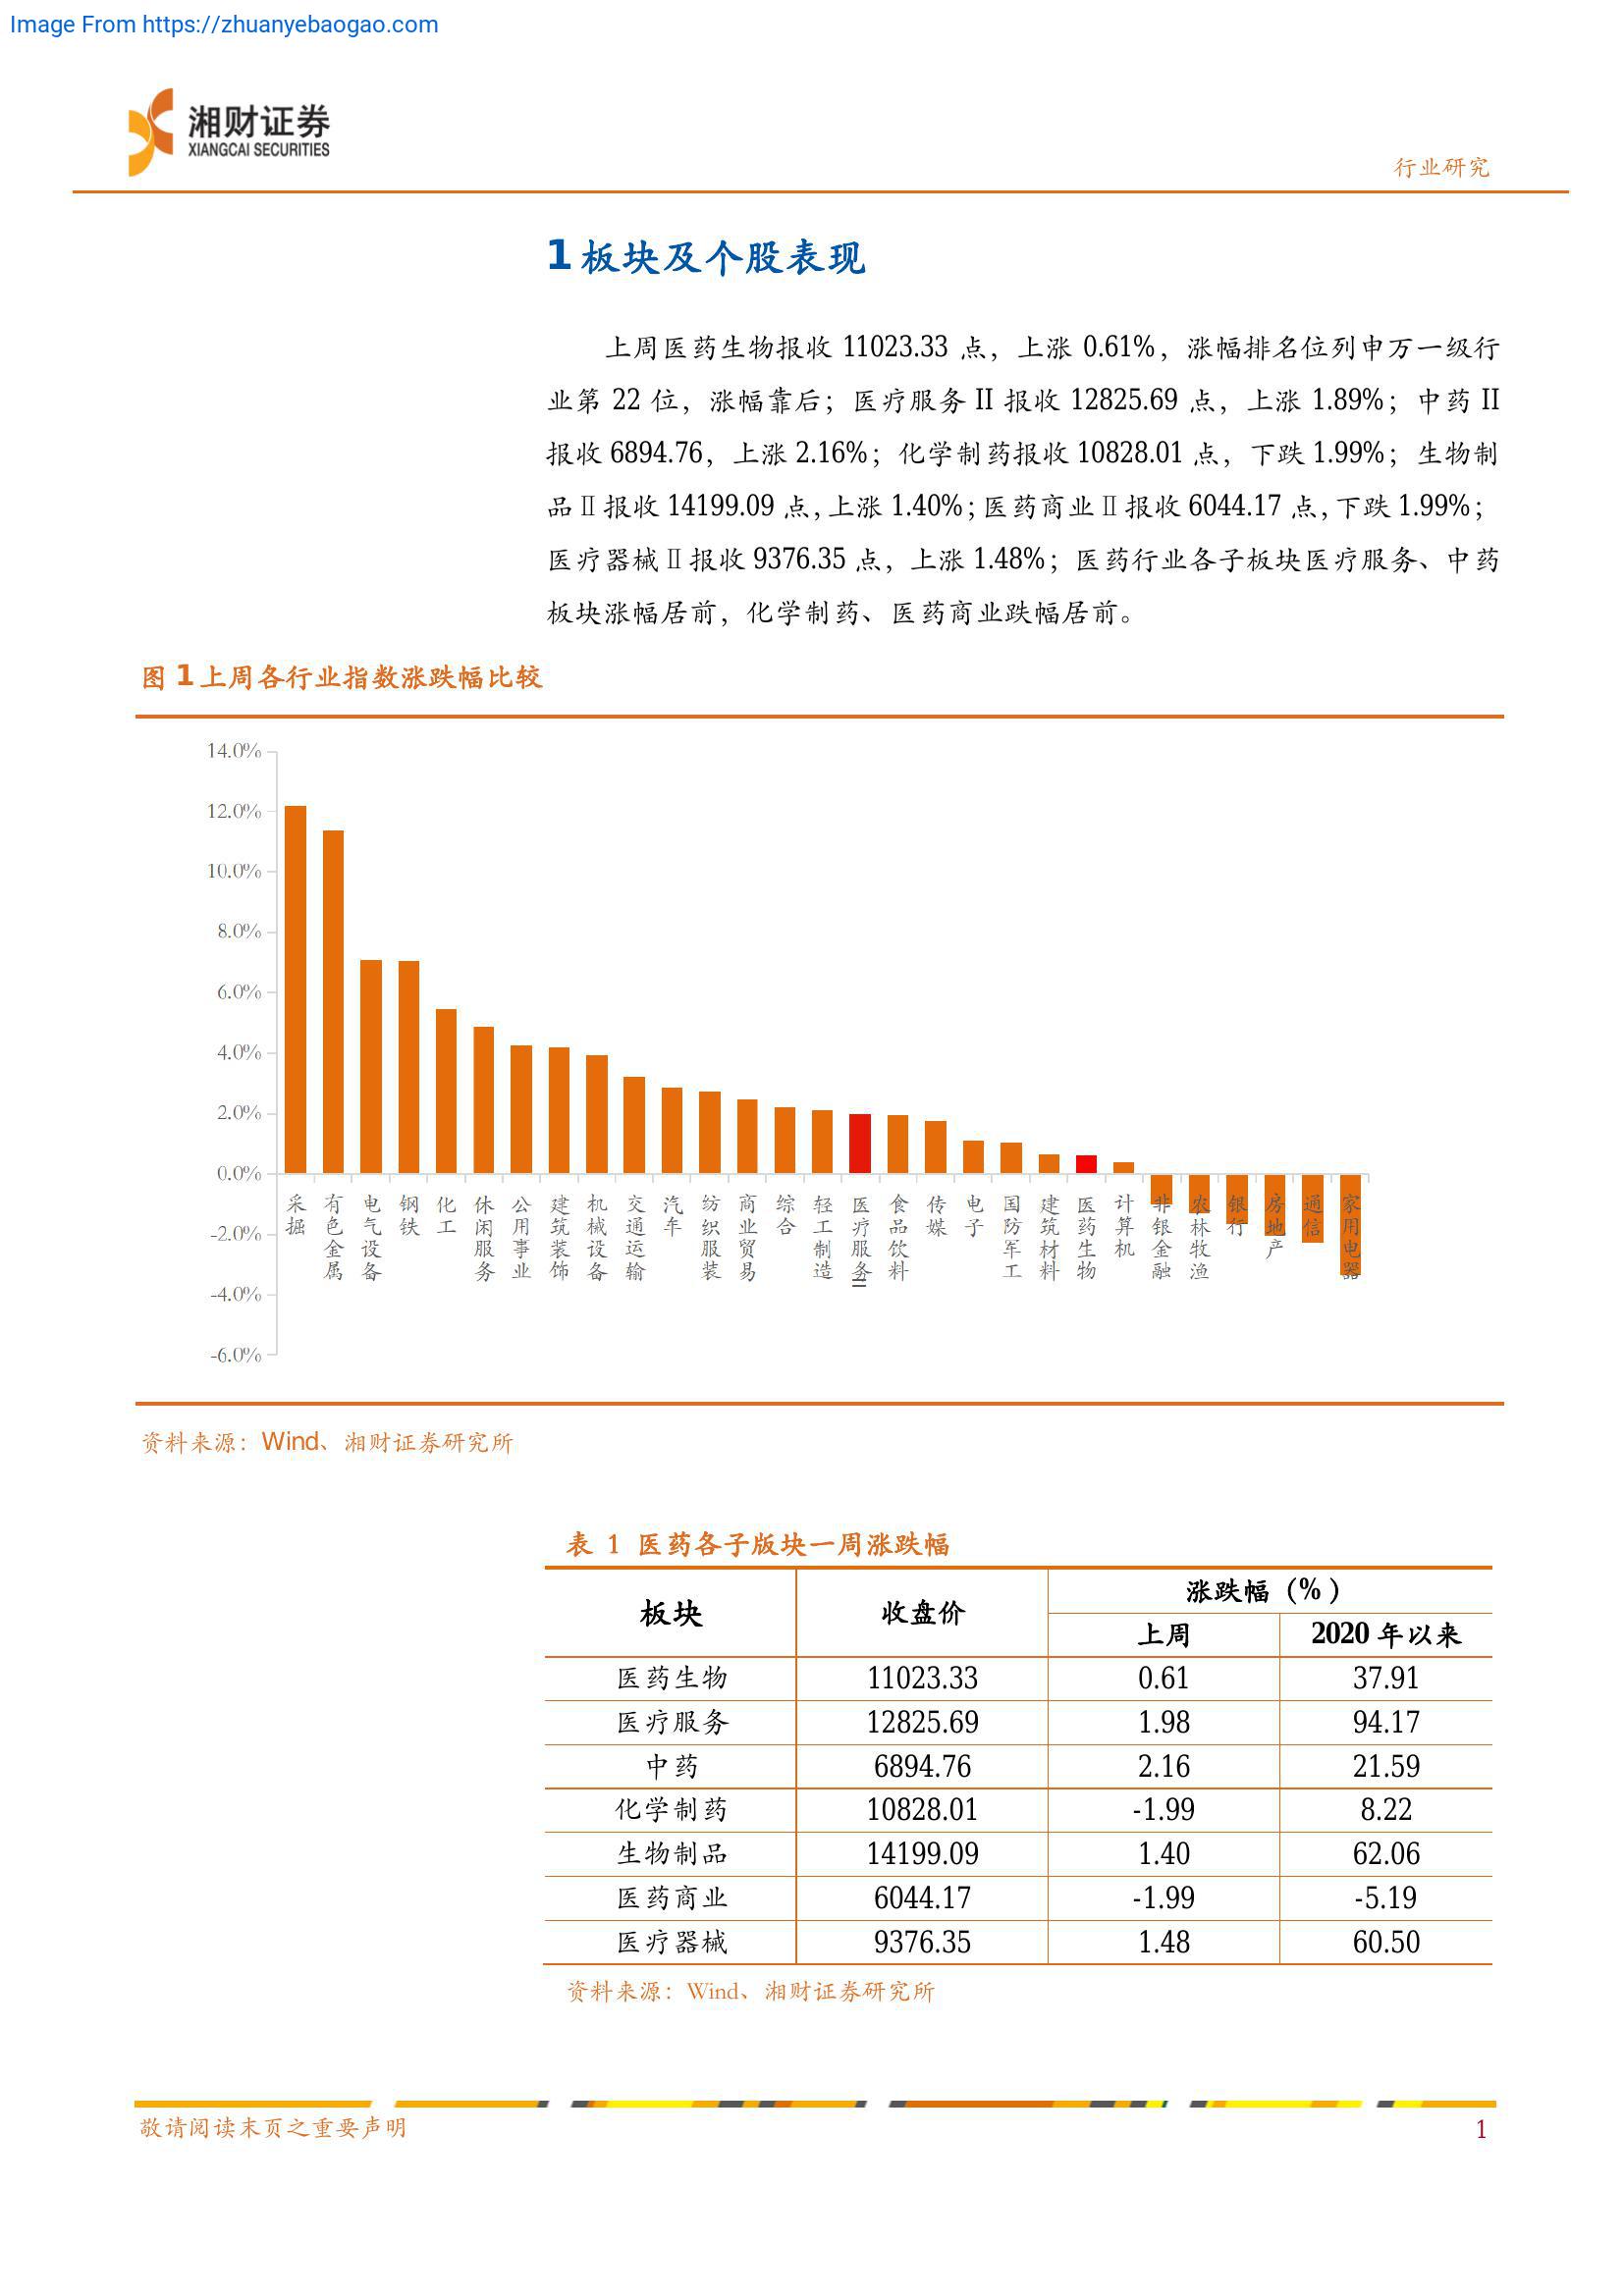 Image From https://zhuanyebaogao.com
湘财证券
XIANGCAI SECURITIES
行业研究
1 板块及个股表现
上周医药生物报收 11023.33 点，上涨 0.61%，涨幅排名位列申万一级行
业第 22 位，涨幅靠后；医疗服务 II 报收 12825.69 点，上涨 1.89%；中药 II
报收 6894.76，上涨 2.16%；化学制药报收 10828.01 点，下跌 1.99%；生物制
品Ⅱ报收 14199.09 点，上涨 1.40%；医药商业Ⅱ报收 6044.17 点，下跌 1.99%；
医疗器械Ⅱ报收 9376.35 点，上涨 1.48%；医药行业各子板块医疗服务、中药
板块涨幅居前，化学制药、医药商业跌幅居前。
图 1 上周各行业指数涨跌幅比较
14.0%
12.0%
10.0%
8.0%
6.0%
4.0%
2.0%
0.0%
-2.0%
-4.0%
-6.0%
采掘
有色金属
电气设备
钢铁
化工
休闲服务
公用事业
建筑装饰
机械设备
交通运输
汽车
纺织服装
商业贸易
综合
轻工制造
医疗服务II
食品饮料
传媒
电子
国防军工
建筑材料
医药生物
计算机
非银金融
农林牧渔
银行
房地产
通信
家用电器
资料来源：Wind、湘财证券研究所
表 1 医药各子版块一周涨跌幅
板块 收盘价 涨跌幅（%）
上周 2020 年以来
医药生物 11023.33 0.61 37.91
医疗服务 12825.69 1.98 94.17
中药 6894.76 2.16 21.59
化学制药 10828.01 -1.99 8.22
生物制品 14199.09 1.40 62.06
医药商业 6044.17 -1.99 -5.19
医疗器械 9376.35 1.48 60.50
资料来源：Wind、湘财证券研究所
敬请阅读末页之重要声明
1